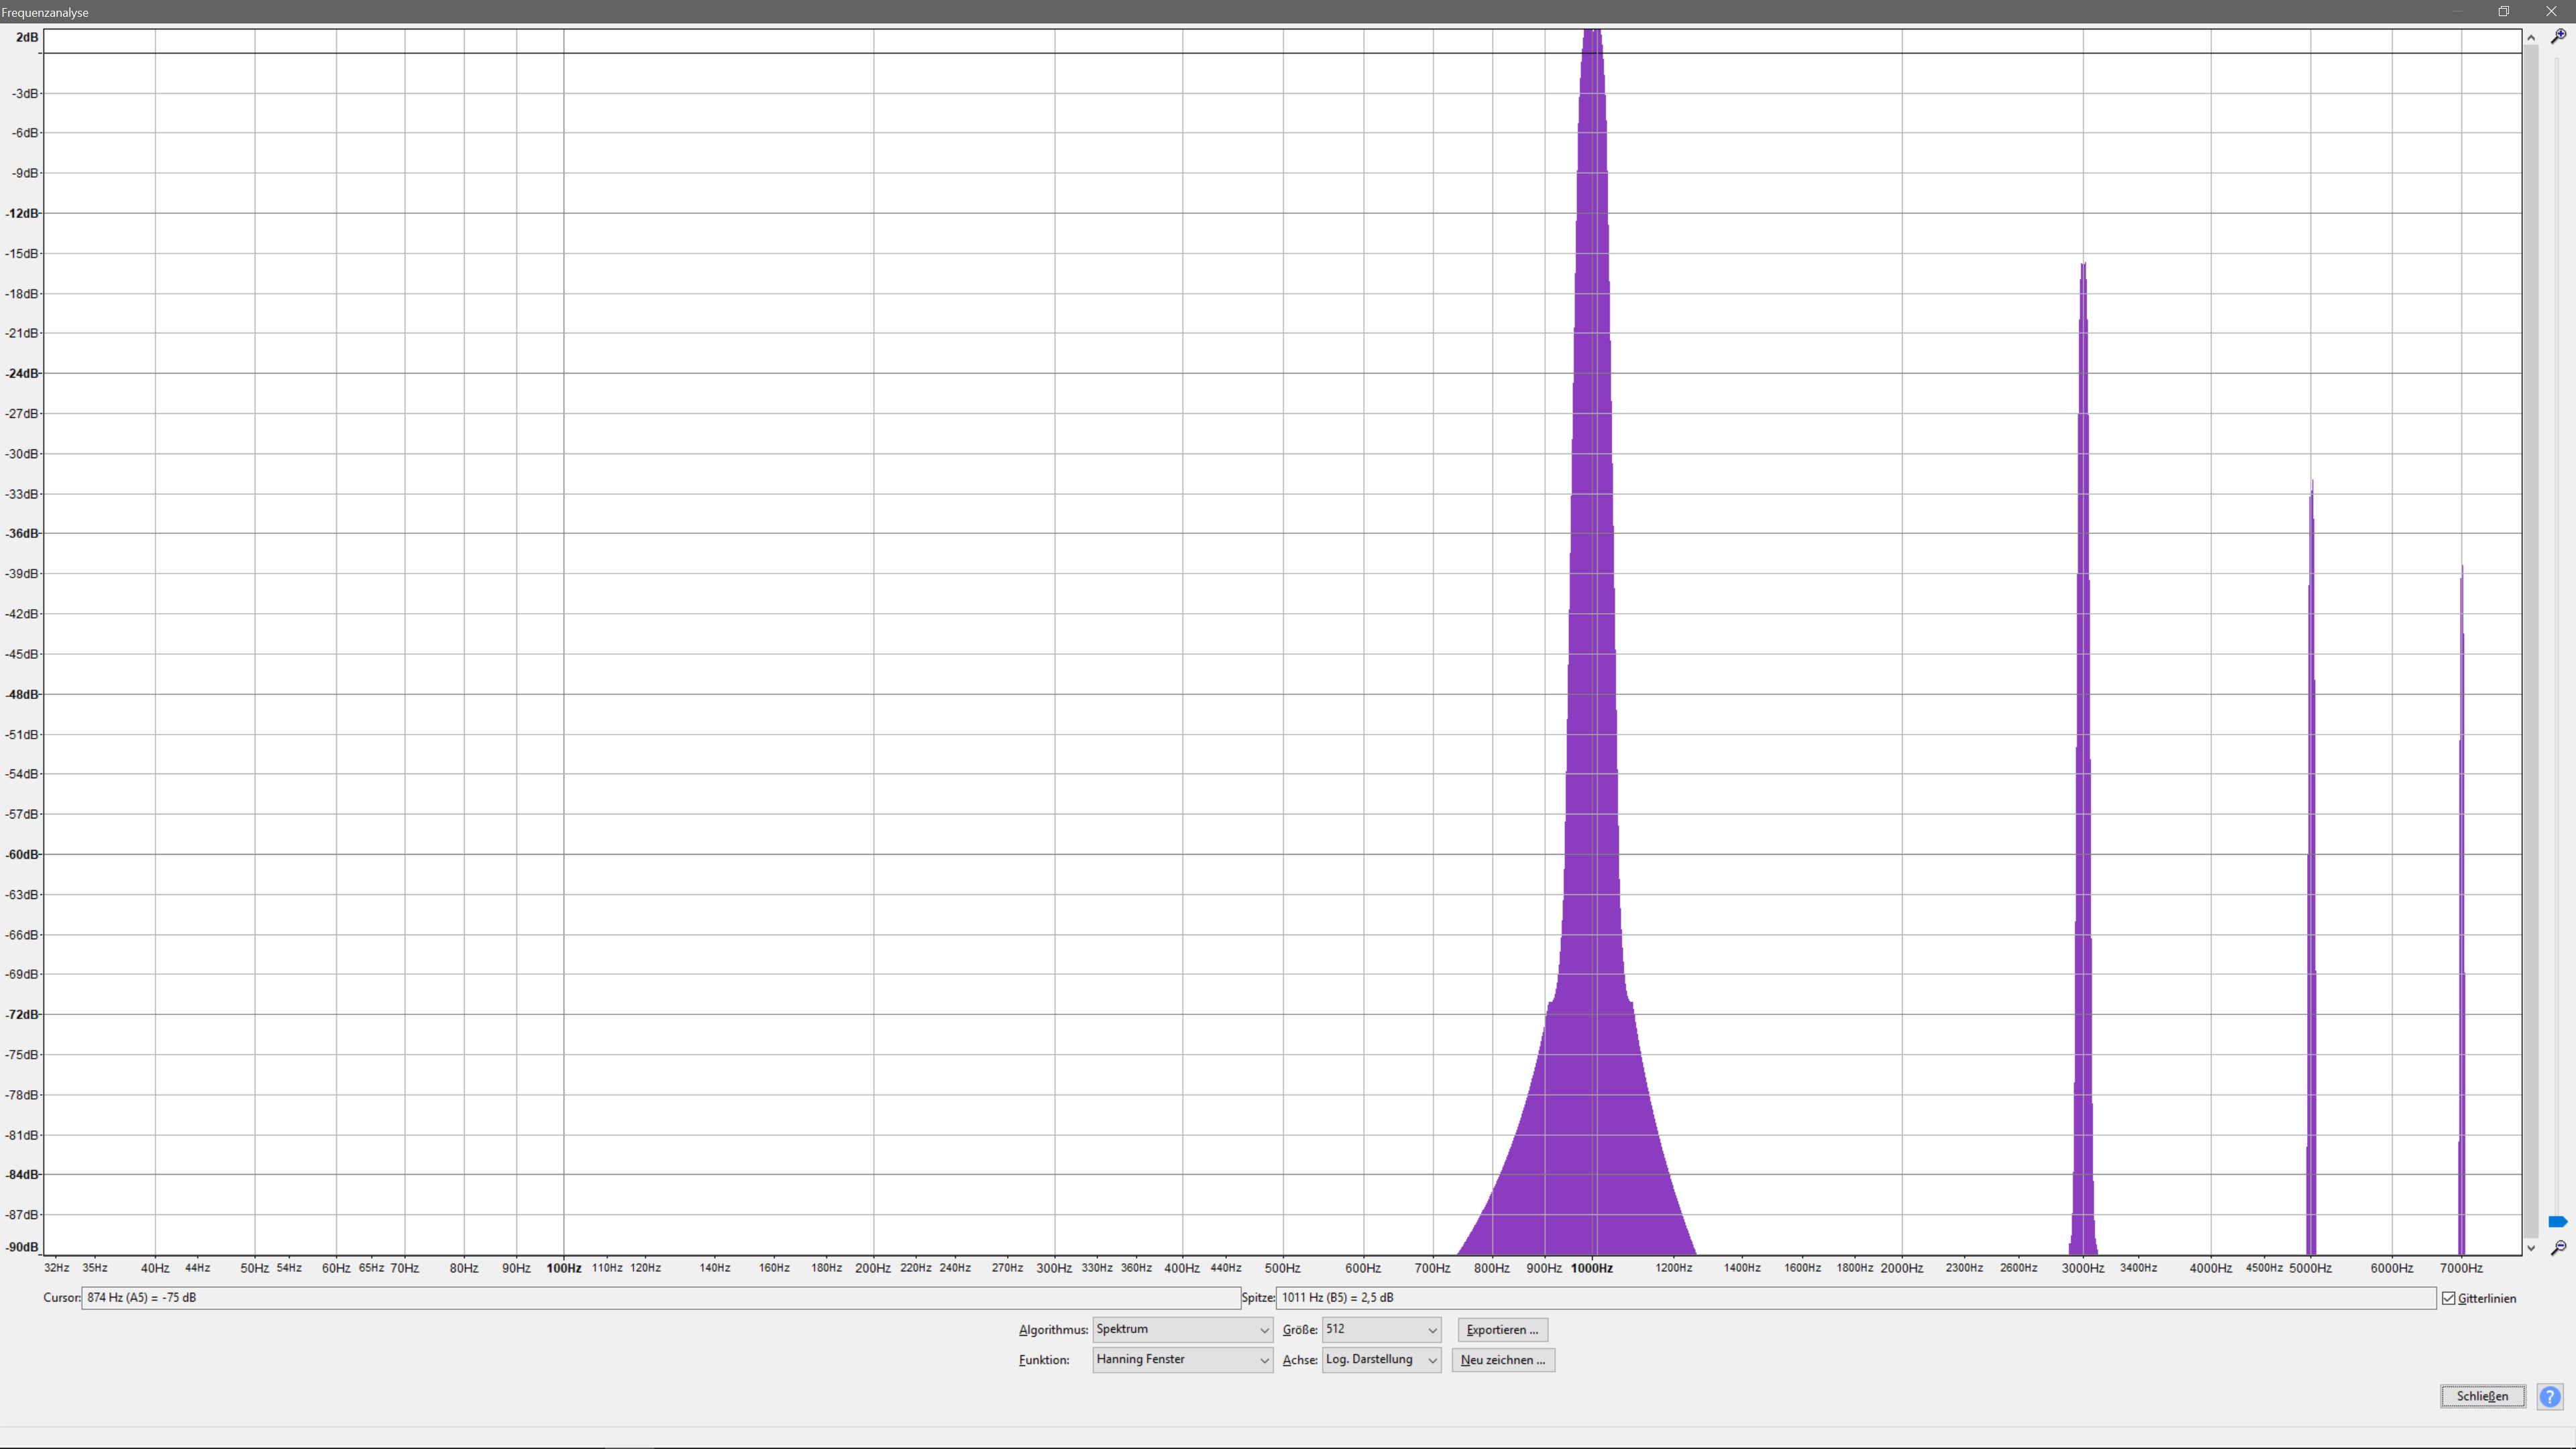 Frequenzanalyse
2dB
-3dB
-6dB
-9dB
-12dB
-15dB
-18dB
-21dB
-24dB
-27dB
-30dB
-33dB
-36dB
-39dB
-42dB
-45dB
-48dB
-51dB
-54dB
-57dB
-60dB
-63dB
-66dB
-69dB
-72dB
-75dB
-78dB
-81dB
-84dB
-87dB
-90dB
32Hz 35Hz 40Hz 44Hz 50Hz 54Hz 60Hz 65Hz 70Hz 80Hz 90Hz 100Hz 110Hz 120Hz 140Hz 160Hz 180Hz 200Hz 220Hz 240Hz 270Hz 300Hz 330Hz 360Hz 400Hz 440Hz 500Hz 600Hz 700Hz 800Hz 900Hz 1000Hz 1200Hz 1400Hz 1600Hz 1800Hz 2000Hz 2300Hz 2600Hz 3000Hz 3400Hz 4000Hz 4500Hz 5000Hz 6000Hz 7000Hz
Cursor: 874 Hz (A5) = -75 dB Spitze: 1011 Hz (B5) = 2,5 dB Gitterlinien
Algorithmus: Spektrum Größe: 512 Exportieren ...
Funktion: Hanning Fenster Achse: Log. Darstellung Neu zeichnen ...
Schließen ?